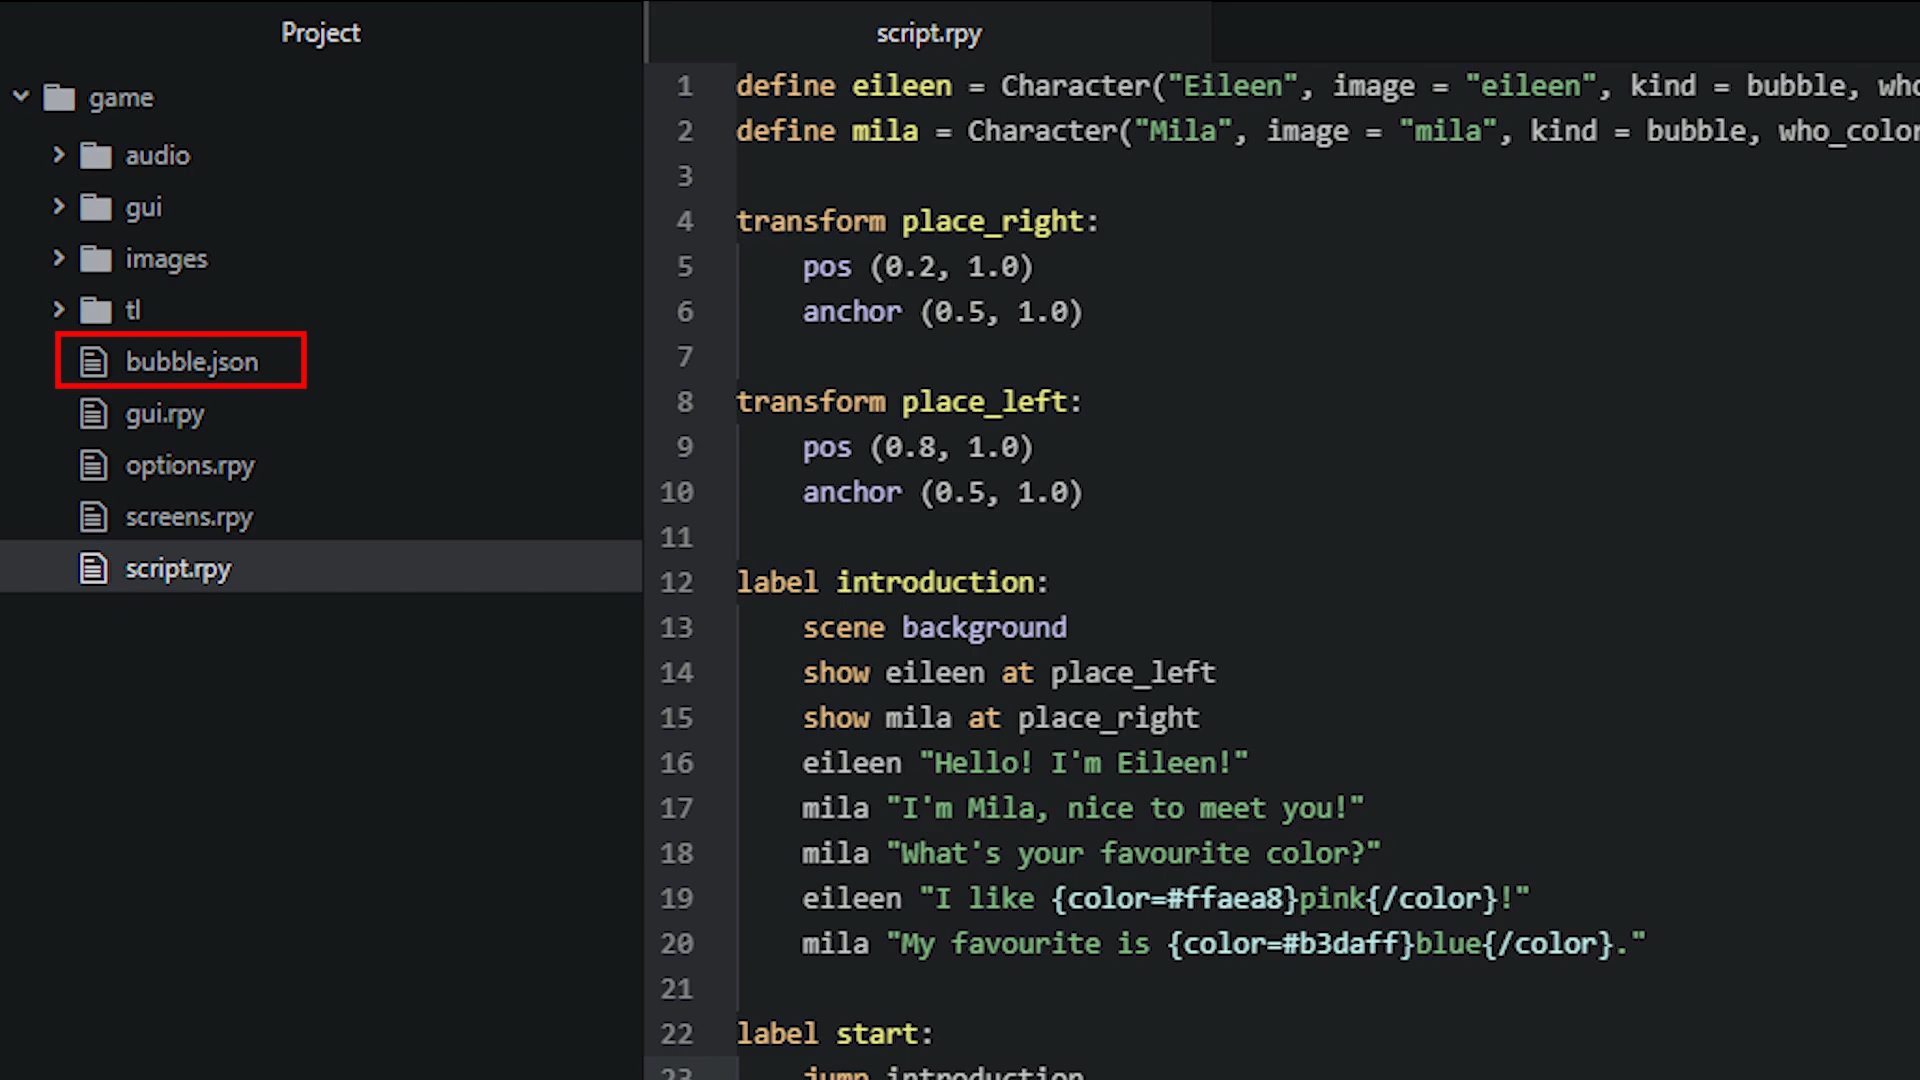 Project
game
audio
gui
images
tl
bubble.json
gui.rpy
options.rpy
screens.rpy
script.rpy
script.rpy
1 define eileen = Character("Eileen", image = "eileen", kind = bubble, who
2 define mila = Character("Mila", image = "mila", kind = bubble, who_color
3
4 transform place_right:
5 pos (0.2, 1.0)
6 anchor (0.5, 1.0)
7
8 transform place_left:
9 pos (0.8, 1.0)
10 anchor (0.5, 1.0)
11
12 label introduction:
13 scene background
14 show eileen at place_left
15 show mila at place_right
16 eileen "Hello! I'm Eileen!"
17 mila "I'm Mila, nice to meet you!"
18 mila "What's your favourite color?"
19 eileen "I like {color=#ffaea8}pink{/color}!"
20 mila "My favourite is {color=#b3daff}blue{/color}."
21
22 label start:
23 jump introduction